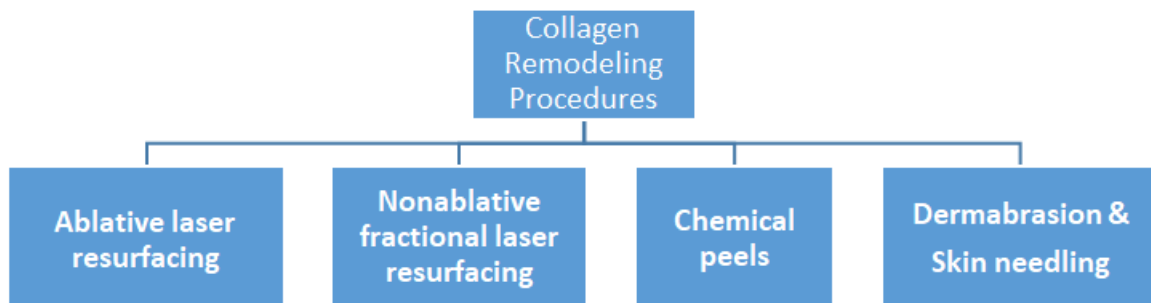 Collagen
Remodeling
Procedures
Ablative laser
resurfacing
Nonablative
fractional laser
resurfacing
Chemical
peels
Dermabrasion &
Skin needling